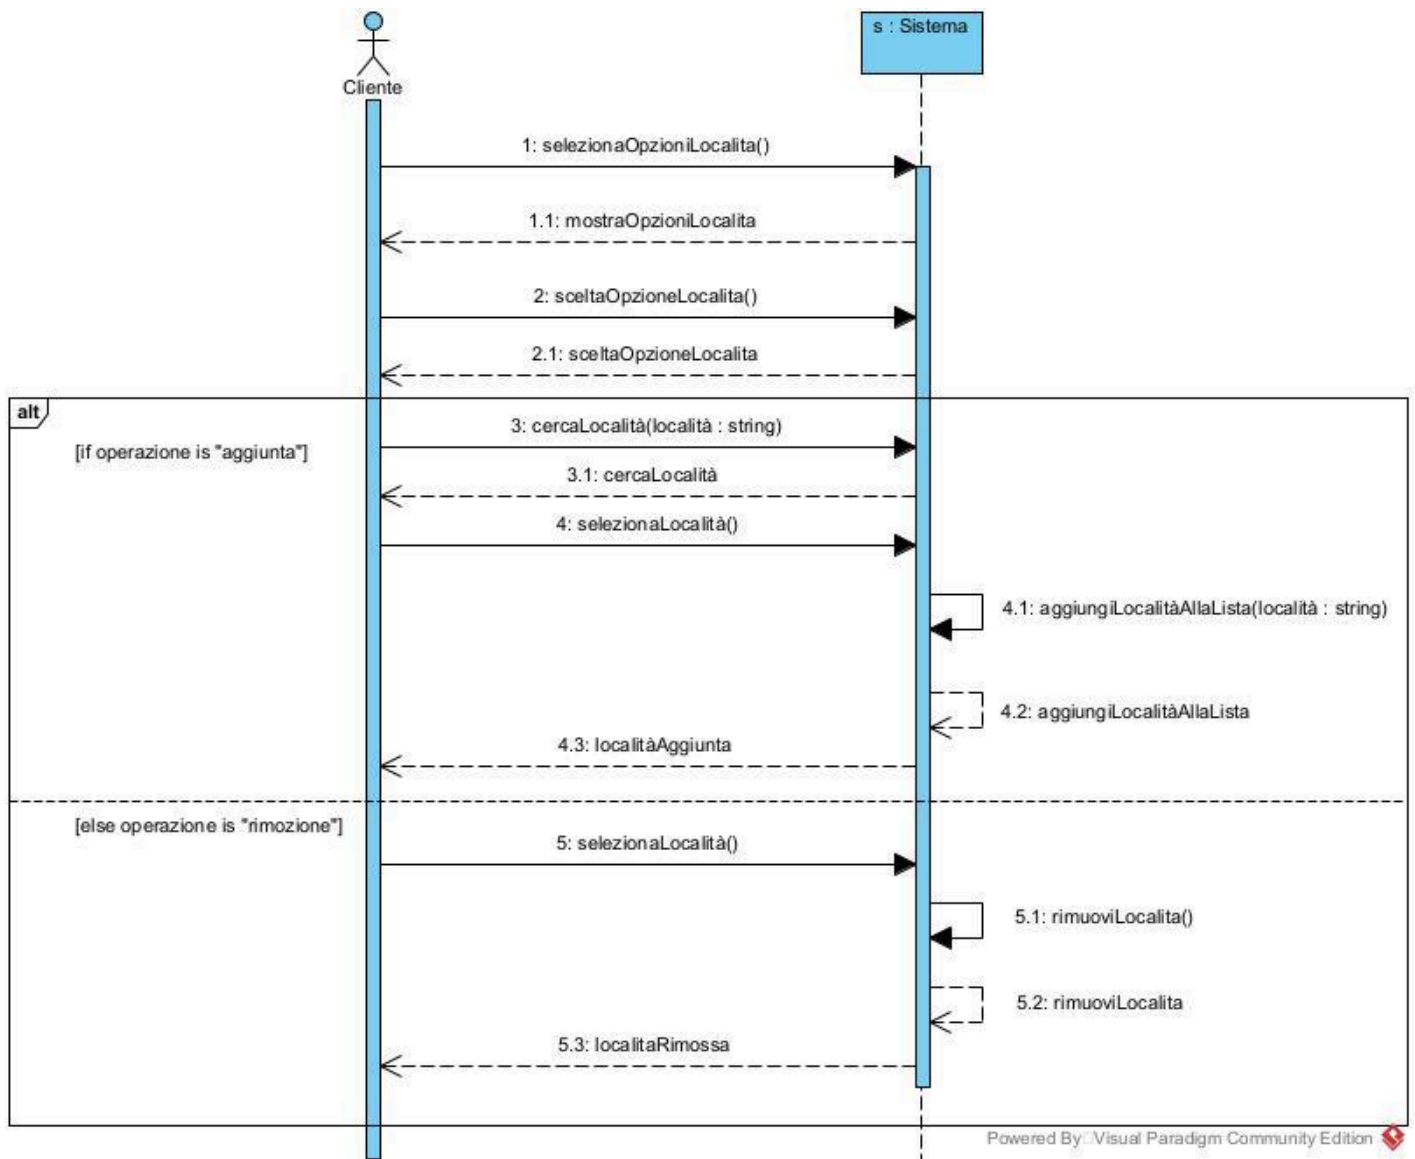 s : Sistema
Cliente
1: selezionaOpzioniLocalita()
1.1: mostraOpzioniLocalita
2: sceltaOpzioneLocalita()
2.1: sceltaOpzioneLocalita
alt
3: cercaLocalità(località : string)
[if operazione is "aggiunta"]
3.1: cercaLocalità
4: selezionaLocalità()
4.1: aggiungiLocalitàAllaLista(località : string)
4.2: aggiungiLocalitàAllaLista
4.3: localitàAggiunta
[else operazione is "rimozione"]
5: selezionaLocalità()
5.1: rimuoviLocalita()
5.2: rimuoviLocalita
5.3: localitaRimossa
Powered By Visual Paradigm Community Edition